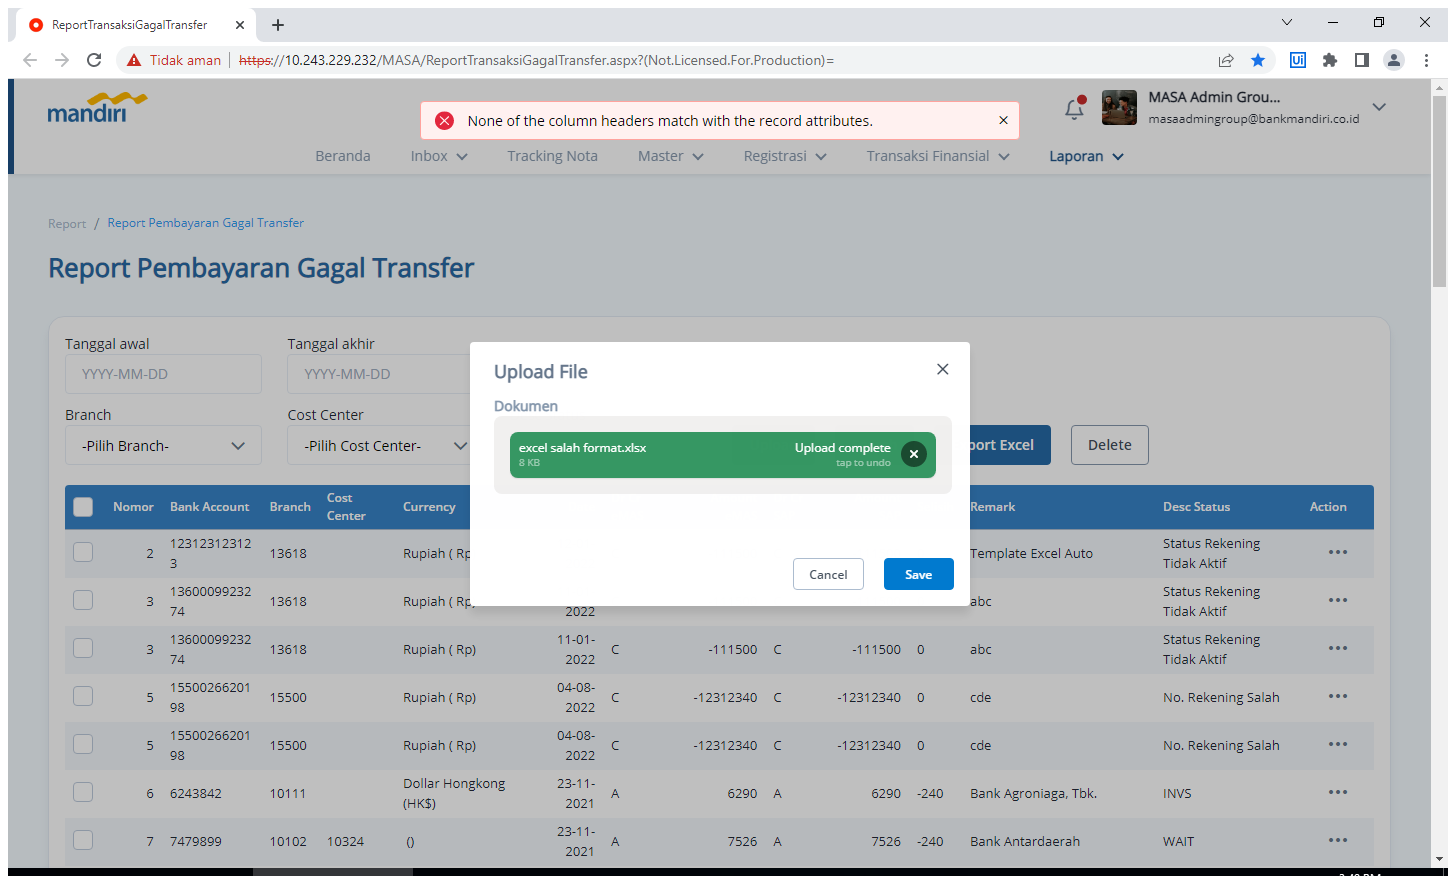 ReportTransaksiGagalTransfer
Tidak aman
https://10.243.229.232/MASA/ReportTransaksiGagalTransfer.aspx?(Not.Licensed.For.Production)=
Ui
mandırı
None of the column headers match with the record attributes.
MASA Admin Grou...
masaadmingroup@bankmandiri.co.id
Beranda Inbox Tracking Nota Master Registrasi Transaksi Finansial Laporan
Report / Report Pembayaran Gagal Transfer
Report Pembayaran Gagal Transfer
Tanggal awal Tanggal akhir
YYYY-MM-DD YYYY-MM-DD
Branch Cost Center
-Pilih Branch- -Pilih Cost Center- port Excel Delete
Upload File
Dokumen
excel salah format.xlsx Upload complete
8 KB tap to undo
Cancel Save
Nomor Bank Account Branch Cost Center Currency Remark Desc Status Action
2 123123123123 13618 Rupiah ( Rp Template Excel Auto Status Rekening Tidak Aktif
3 1360009923274 13618 Rupiah ( Rp) 2022 abc Status Rekening Tidak Aktif
3 1360009923274 13618 Rupiah ( Rp) 11-01-2022 C -111500 C -111500 0 abc Status Rekening Tidak Aktif
5 1550026620198 15500 Rupiah ( Rp) 04-08-2022 C -12312340 C -12312340 0 cde No. Rekening Salah
5 1550026620198 15500 Rupiah ( Rp) 04-08-2022 C -12312340 C -12312340 0 cde No. Rekening Salah
6 6243842 10111 Dollar Hongkong (HK$) 23-11-2021 A 6290 A 6290 -240 Bank Agroniaga, Tbk. INVS
7 7479899 10102 10324 () 23-11-2021 A 7526 A 7526 -240 Bank Antardaerah WAIT